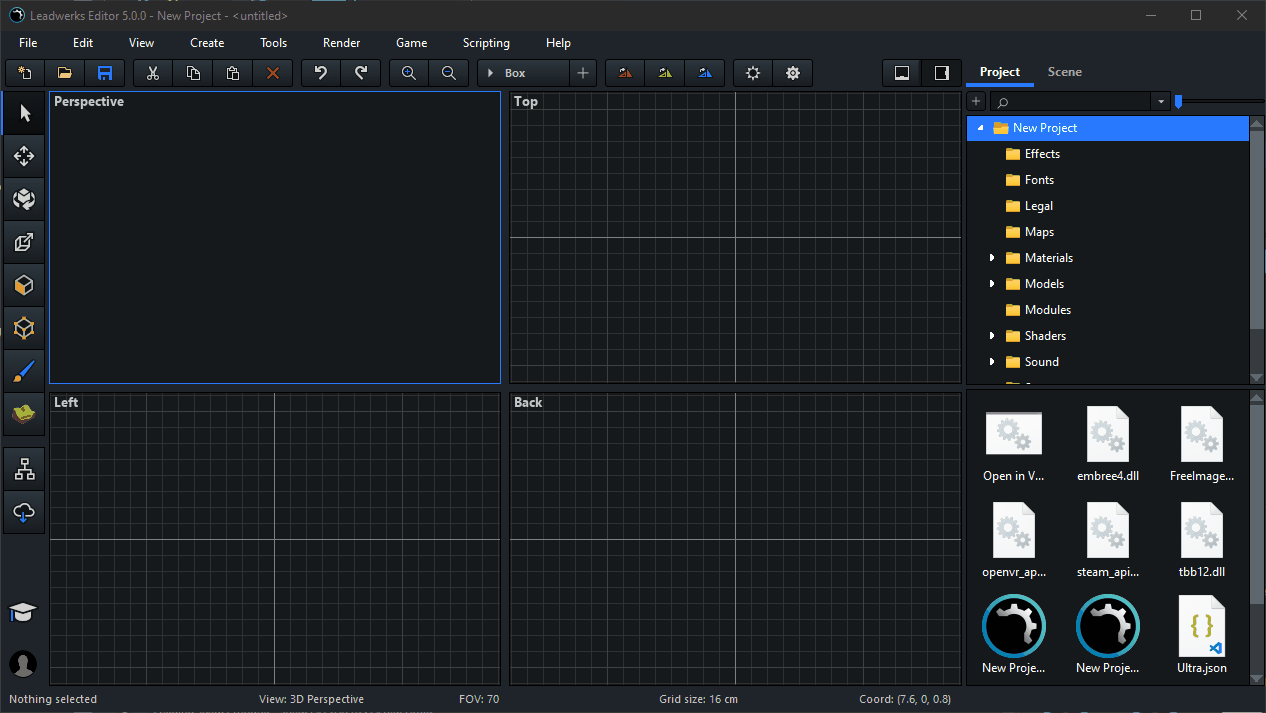 Leadwerks Editor 5.0.0 - New Project - <untitled>
File Edit View Create Tools Render Game Scripting Help
Box
Project Scene
Perspective
Top
New Project
Effects
Fonts
Legal
Maps
Materials
Models
Modules
Shaders
Sound
Left
Back
Open in V... embree4.dll FreeImage...
openvr_ap... steam_api... tbb12.dll
New Proje... New Proje... Ultra.json
Nothing selected View: 3D Perspective FOV: 70 Grid size: 16 cm Coord: (7.6, 0, 0.8)